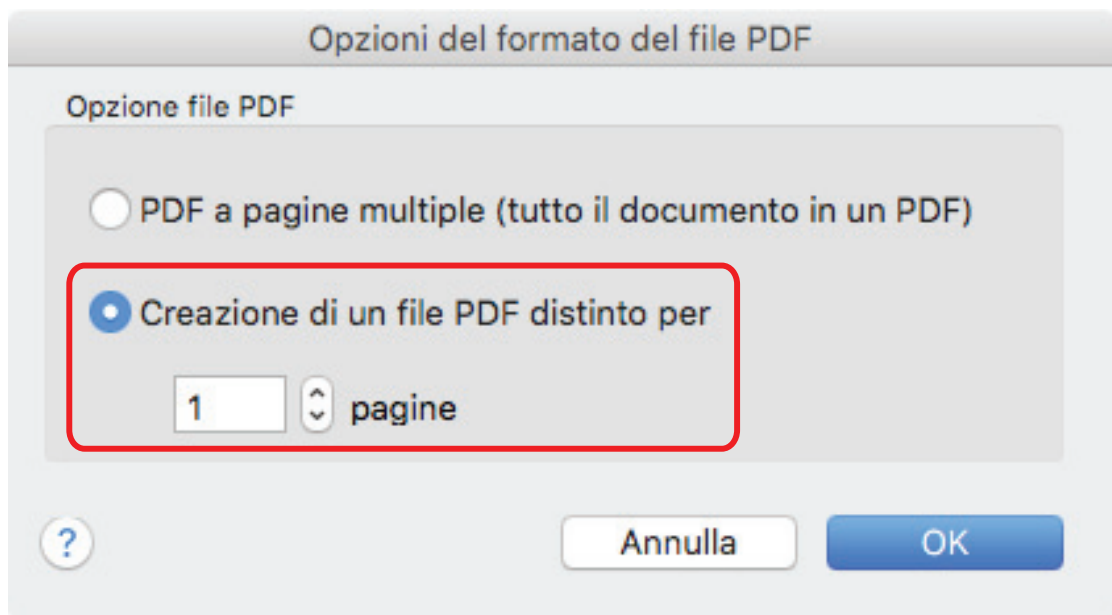 Opzioni del formato del file PDF
Opzione file PDF
PDF a pagine multiple (tutto il documento in un PDF)
Creazione di un file PDF distinto per
1 pagine
? Annulla OK